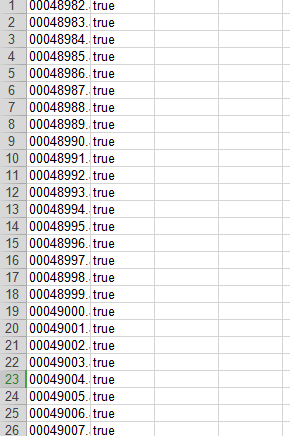 1 00048982. true
2 00048983. true
3 00048984. true
4 00048985. true
5 00048986. true
6 00048987. true
7 00048988. true
8 00048989. true
9 00048990. true
10 00048991. true
11 00048992. true
12 00048993. true
13 00048994. true
14 00048995. true
15 00048996. true
16 00048997. true
17 00048998. true
18 00048999. true
19 00049000. true
20 00049001. true
21 00049002. true
22 00049003. true
23 00049004. true
24 00049005. true
25 00049006. true
26 00049007. true